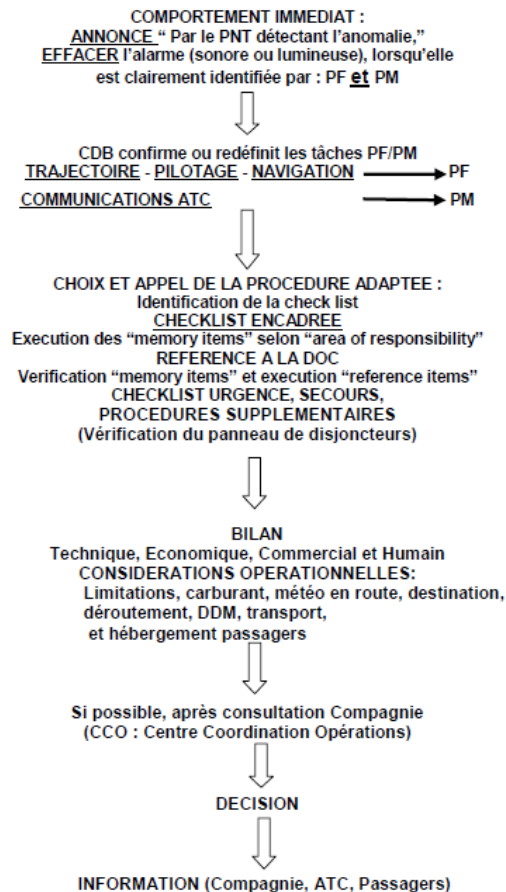 COMPORTEMENT IMMEDIAT :
ANNONCE “ Par le PNT détectant l’anomalie,”
EFFACER l’alarme (sonore ou lumineuse), lorsqu’elle
est clairement identifiée par : PF et PM
CDB confirme ou redéfinit les tâches PF/PM
TRAJECTOIRE - PILOTAGE - NAVIGATION PF
COMMUNICATIONS ATC PM
CHOIX ET APPEL DE LA PROCEDURE ADAPTEE :
Identification de la check list
CHECKLIST ENCADREE
Execution des “memory items” selon “area of responsibility”
REFERENCE A LA DOC
Verification “memory items” et execution “reference items”
CHECKLIST URGENCE, SECOURS,
PROCEDURES SUPPLEMENTAIRES
(Vérification du panneau de disjoncteurs)
BILAN
Technique, Economique, Commercial et Humain
CONSIDERATIONS OPERATIONNELLES:
Limitations, carburant, météo en route, destination,
déroutement, DDM, transport,
et hébergement passagers
Si possible, après consultation Compagnie
(CCO : Centre Coordination Opérations)
DECISION
INFORMATION (Compagnie, ATC, Passagers)